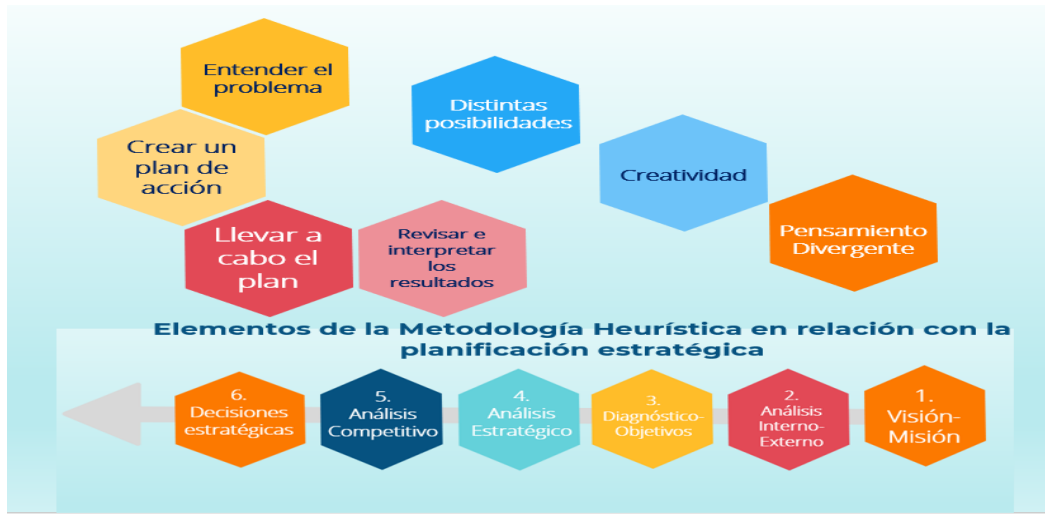 Entender el
problema
Distintas
posibilidades
Crear un
plan de
acción
Creatividad
Llevar a
cabo el
plan
Revisar e
interpretar
los
resultados
Pensamiento
Divergente
Elementos de la Metodología Heurística en relación con la
planificación estratégica
6.
Decisiones
estratégicas
5.
Análisis
Competitivo
4.
Análisis
Estratégico
3.
Diagnóstico-
Objetivos
2.
Análisis
Interno-
Externo
1.
Visión-
Misión